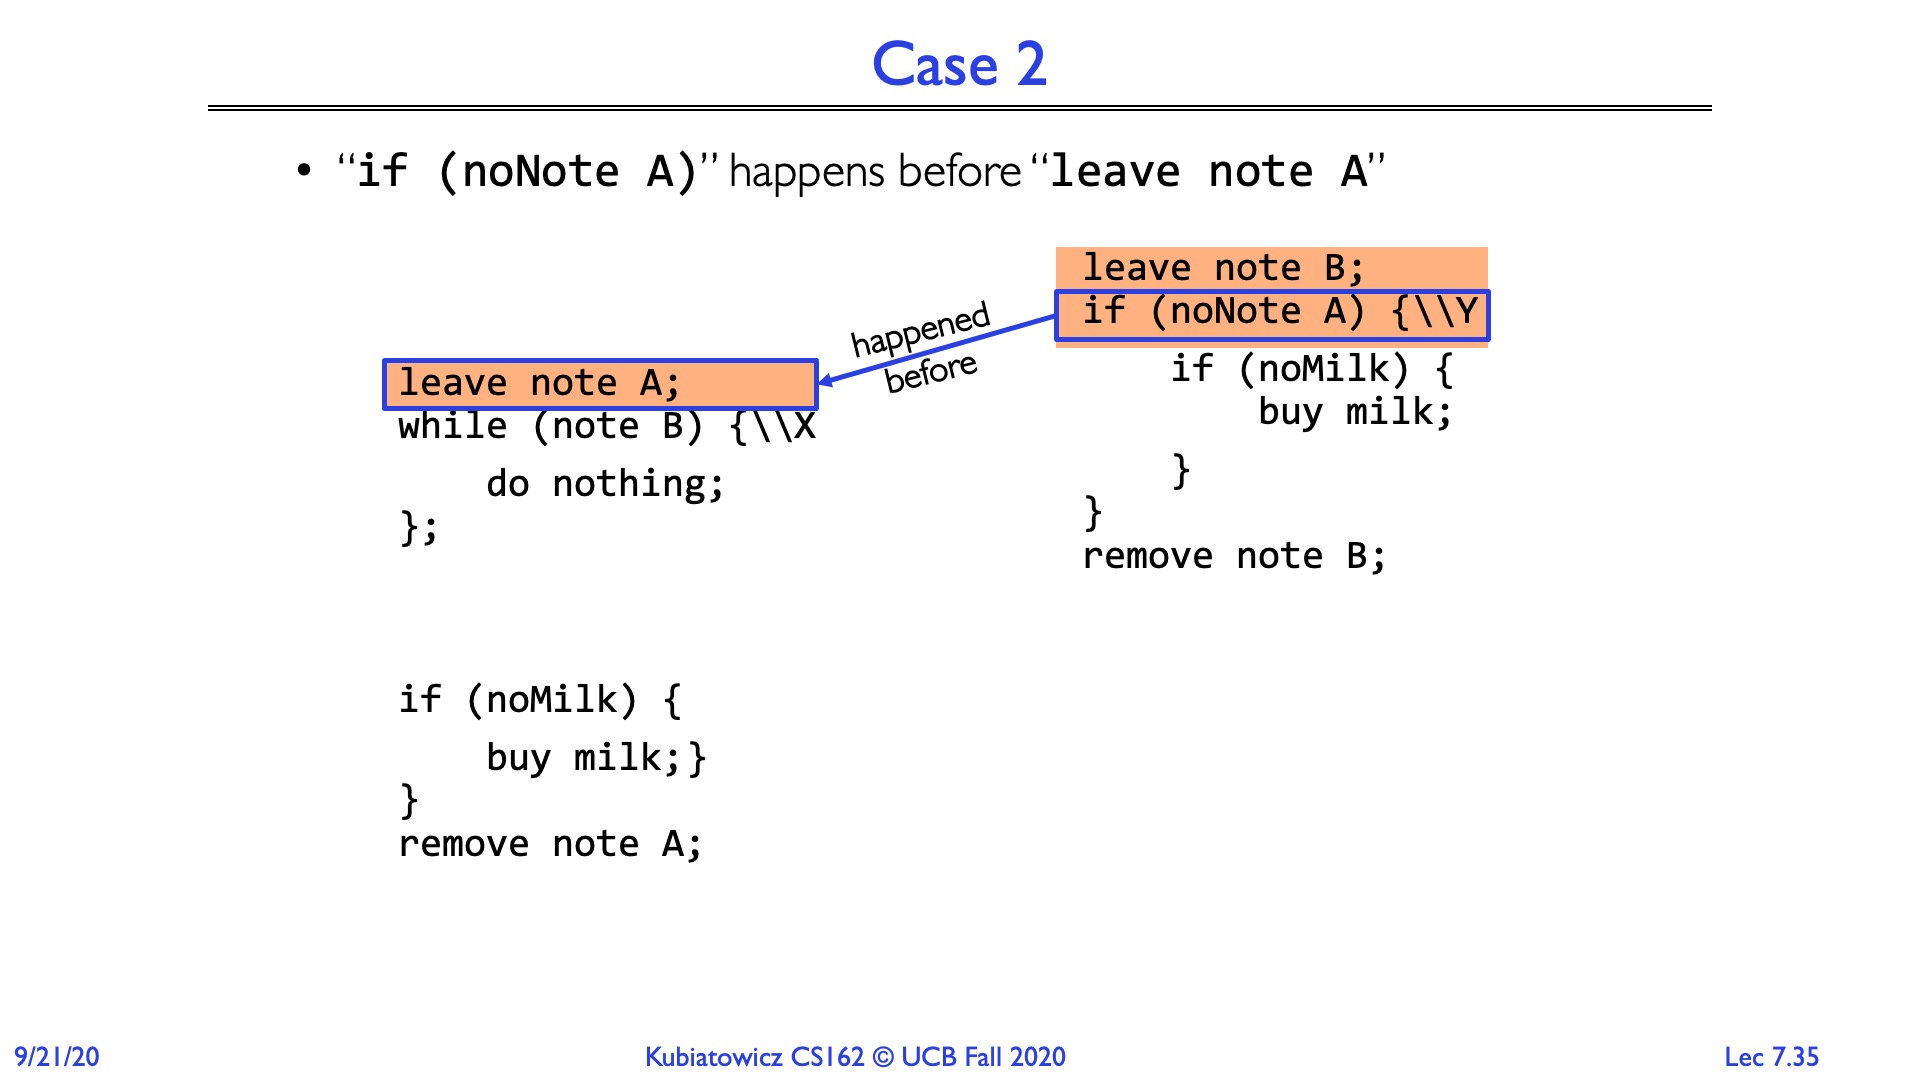 Case 2
• “if (noNote A)” happens before “leave note A”
leave note B;
if (noNote A) {\\Y
if (noMilk) {
buy milk;
}
}
remove note B;
happened
before
leave note A;
while (note B) {\\X
do nothing;
};
if (noMilk) {
buy milk;}
}
remove note A;
9/21/20
Kubiatowicz CS162 © UCB Fall 2020
Lec 7.35